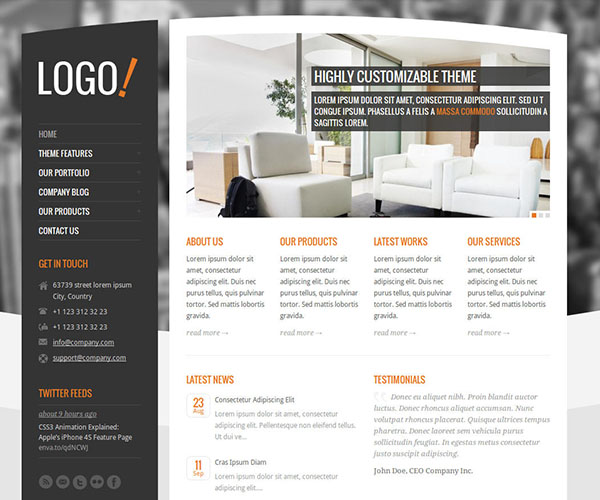 LOGO!
HOME
THEME FEATURES
OUR PORTFOLIO
COMPANY BLOG
OUR PRODUCTS
CONTACT US
GET IN TOUCH
63739 street lorem ipsum
City, Country
+1 123 312 32 23
+1 123 312 32 23
info@company.com
support@company.com
TWITTER FEEDS
about 9 hours ago
CSS3 Animation Explained:
Apple's iPhone 4S Feature Page
enva.to/qdNCWJ
HIGHLY CUSTOMIZABLE THEME
LOREM IPSUM DOLOR SIT AMET, CONSECTETUR ADIPISCING ELIT. SED U T
CONGUE IPSUM. PHASELLUS A FELIS A MASSA COMMODO SOLLICITUDIN A
SAGITTIS LOREM.
ABOUT US
Lorem ipsum dolor sit
amet, consectetur
adipiscing elit. Duis nec
purus tellus, quis pulvinar
tortor. Sed mattis lobortis
gravida.
read more →
OUR PRODUCTS
Lorem ipsum dolor sit
amet, consectetur
adipiscing elit. Duis nec
purus tellus, quis pulvinar
tortor. Sed mattis lobortis
gravida.
read more →
LATEST WORKS
Lorem ipsum dolor sit
amet, consectetur
adipiscing elit. Duis nec
purus tellus, quis pulvinar
tortor. Sed mattis lobortis
gravida.
read more →
OUR SERVICES
Lorem ipsum dolor sit
amet, consectetur
adipiscing elit. Duis nec
purus tellus, quis pulvinar
tortor. Sed mattis lobortis
gravida.
read more →
LATEST NEWS
23
Aug
Consectetur Adipiscing Elit
Lorem ipsum dolor sit amet, consectetur
adipiscing elit. Pellentesque non eleifend tortor.
Ut dui ve...
11
Sep
Cras Ipsum Diam
Lorem ipsum dolor sit amet, consectetur
TESTIMONIALS
Donec eu aliquet nibh. Proin blandit auctor
luctus. Donec rhoncus aliquet accumsan. Nunc
volutpat dictum sem. Quisque ultrices tempus
pharetra. Donec rhoncus vehicula purus
sollicitudin feugiat. In egestas metus consectetur
justo suscipit adipiscing.
John Doe, CEO Company Inc.